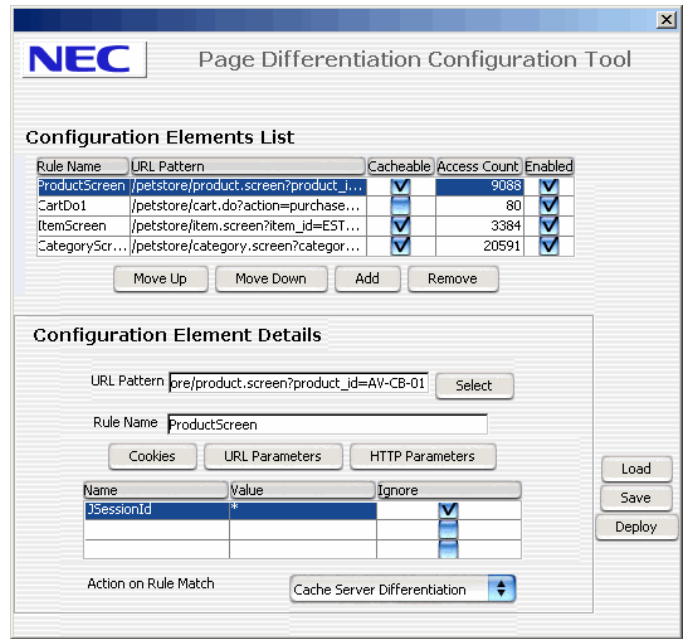 NEC Page Differentiation Configuration Tool
Configuration Elements List
Rule Name URL Pattern Cacheable Access Count Enabled
ProductScreen /petstore/product.screen?product_i... 9088
CartDo1 /petstore/cart.do?action=purchase... 80
ItemScreen /petstore/item.screen?item_id=EST... 3384
CategoryScr... /petstore/category.screen?categor... 20591
Move Up Move Down Add Remove
Configuration Element Details
URL Pattern ore/product.screen?product_id=AV-CB-01 Select
Rule Name ProductScreen
Cookies URL Parameters HTTP Parameters
Load
Name Value Ignore
Save
JSessionId *
Deploy
Action on Rule Match Cache Server Differentiation